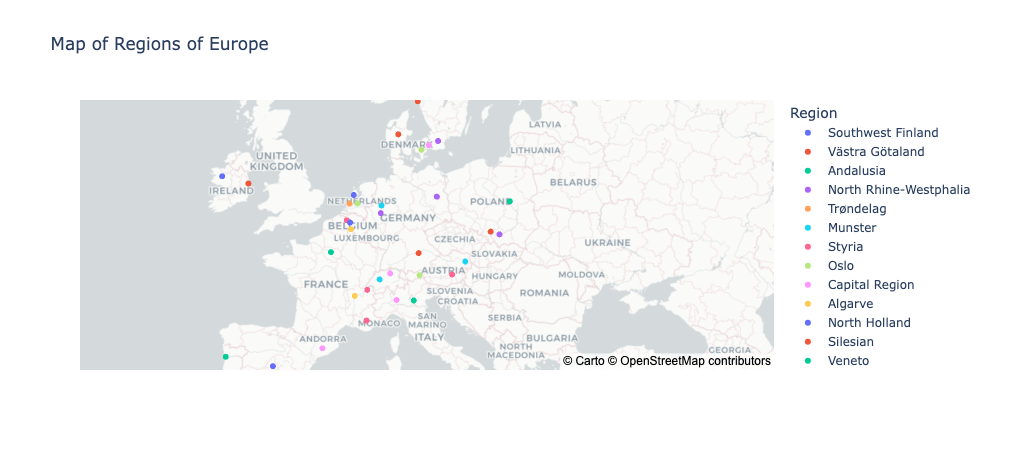 Map of Regions of Europe
LATVIA
DENMARK
LITHUANIA
UNITED
KINGDOM
BELARUS
IRELAND
NETHERLANDS
POLAND
GERMANY
BELGIUM
LUXEMBOURG
CZECHIA
UKRAINE
SLOVAKIA
AUSTRIA
HUNGARY
MOLDOVA
FRANCE
SLOVENIA
ROMANIA
CROATIA
SAN
MARINO
SERBIA
MONACO
ITALY
ANDORRA
BULGARIA
NORTH
MACEDONIA
GEORGIA
© Carto © OpenStreetMap contributors
Region
Southwest Finland
Västra Götaland
Andalusia
North Rhine-Westphalia
Trøndelag
Munster
Styria
Oslo
Capital Region
Algarve
North Holland
Silesian
Veneto